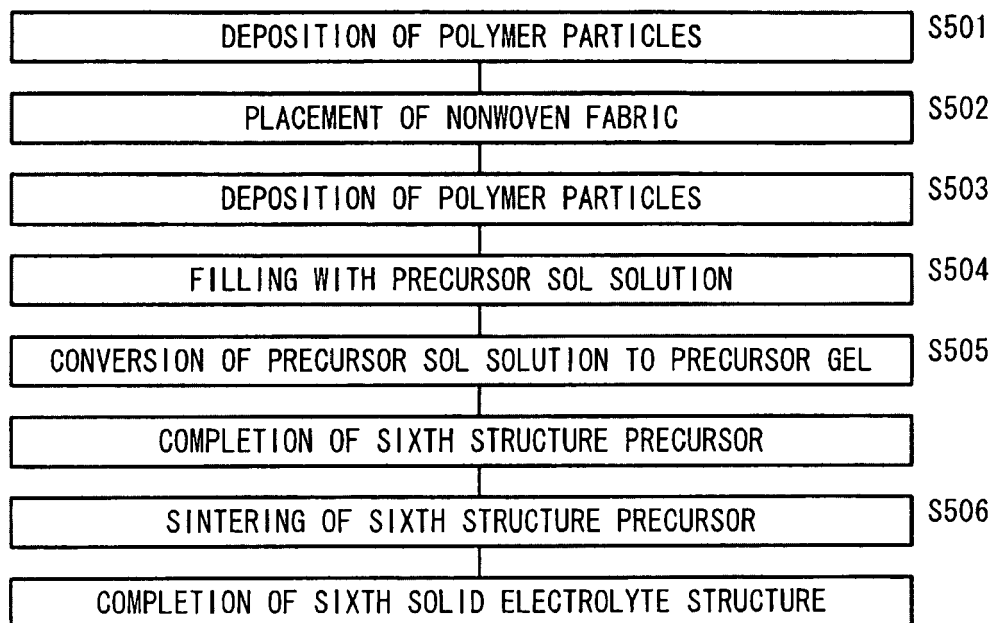 DEPOSITION OF POLYMER PARTICLES S501
PLACEMENT OF NONWOVEN FABRIC S502
DEPOSITION OF POLYMER PARTICLES S503
FILLING WITH PRECURSOR SOL SOLUTION S504
CONVERSION OF PRECURSOR SOL SOLUTION TO PRECURSOR GEL S505
COMPLETION OF SIXTH STRUCTURE PRECURSOR
SINTERING OF SIXTH STRUCTURE PRECURSOR S506
COMPLETION OF SIXTH SOLID ELECTROLYTE STRUCTURE